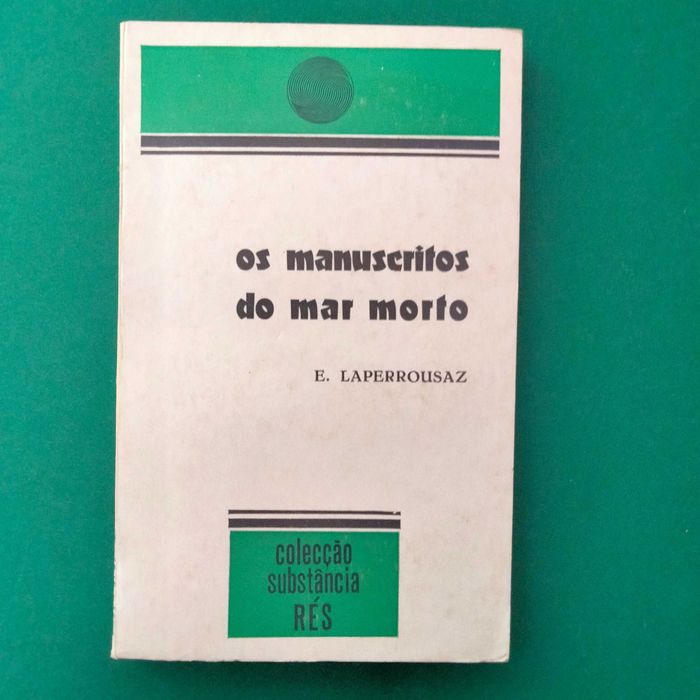 os manuscritos
do mar morto
E. LAPERROUSAZ
colecção
substância
RÉS